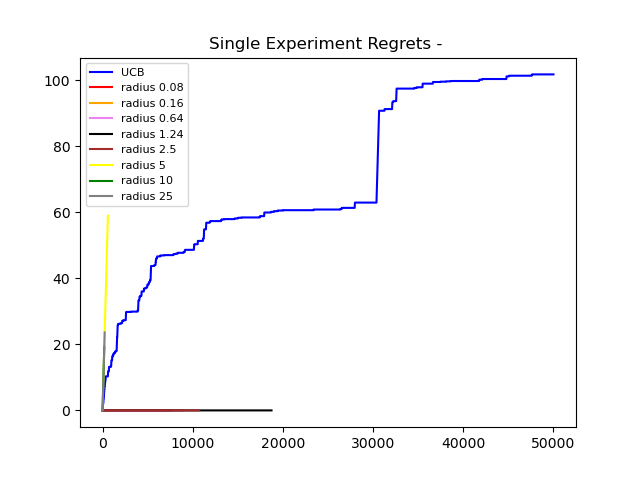 Single Experiment Regrets -
UCB
radius 0.08
radius 0.16
radius 0.64
radius 1.24
radius 2.5
radius 5
radius 10
radius 25
100
80
60
40
20
0
0 10000 20000 30000 40000 50000